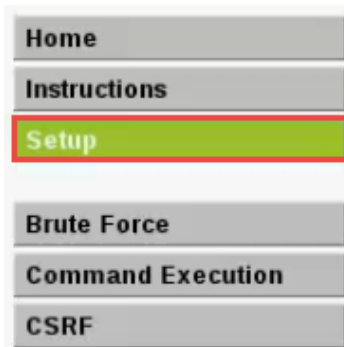 Home
Instructions
Setup
Brute Force
Command Execution
CSRF